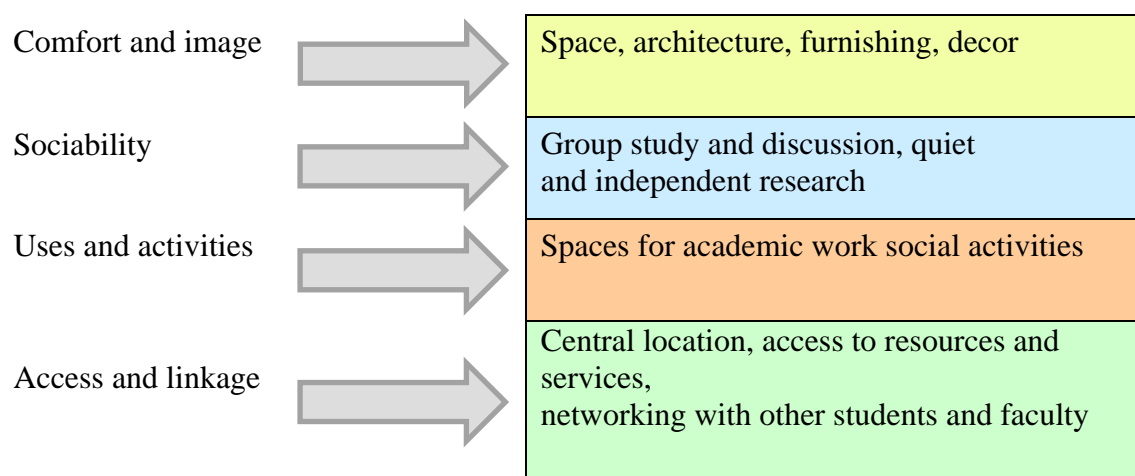 Comfort and image
Space, architecture, furnishing, decor
Sociability
Group study and discussion, quiet
and independent research
Uses and activities
Spaces for academic work social activities
Access and linkage
Central location, access to resources and
services,
networking with other students and faculty